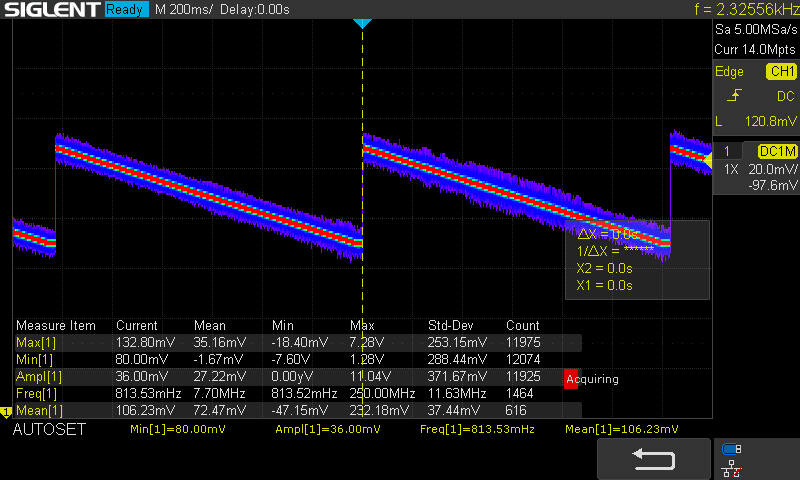 SIGLENT Ready M 200ms/ Delay:0.00s f = 2.32556kHz
Sa 5.00MSa/s
Curr 14.0Mpts
Edge CH1
DC
L 120.8mV
1 DC1M
1X 20.0mV/
-97.6mV
ΔX = 0.0s
1/ΔX = ******
X2 = 0.0s
X1 = 0.0s
Measure Item Current Mean Min Max Std-Dev Count
Max[1] 132.80mV 35.16mV -18.40mV 7.28V 253.15mV 11975
Min[1] 80.00mV -1.67mV -7.60V 1.28V 288.44mV 12074
Ampl[1] 36.00mV 27.22mV 0.00yV 11.04V 371.67mV 11925
Acquiring
Freq[1] 813.53mHz 7.70MHz 813.52mHz 250.00MHz 11.63MHz 1464
Mean[1] 106.23mV 72.47mV -47.15mV 232.18mV 37.44mV 616
1
AUTOSET Min[1]=80.00mV Ampl[1]=36.00mV Freq[1]=813.53mHz Mean[1]=106.23mV